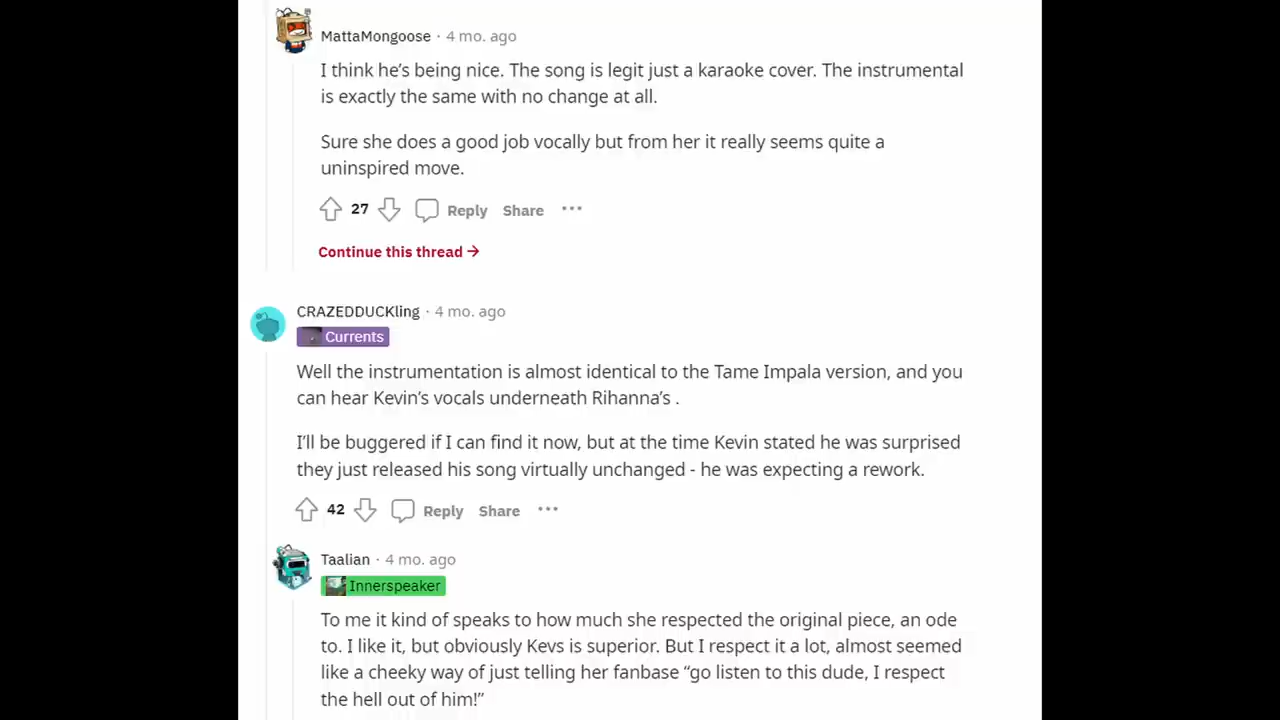 MattaMongoose · 4 mo. ago
I think he's being nice. The song is legit just a karaoke cover. The instrumental
is exactly the same with no change at all.
Sure she does a good job vocally but from her it really seems quite a
uninspired move.
27 Reply Share ···
Continue this thread →
CRAZEDDUCKling · 4 mo. ago
Currents
Well the instrumentation is almost identical to the Tame Impala version, and you
can hear Kevin's vocals underneath Rihanna's .
I'll be buggered if I can find it now, but at the time Kevin stated he was surprised
they just released his song virtually unchanged - he was expecting a rework.
42 Reply Share ···
Taalian · 4 mo. ago
Innerspeaker
To me it kind of speaks to how much she respected the original piece, an ode
to. I like it, but obviously Kevs is superior. But I respect it a lot, almost seemed
like a cheeky way of just telling her fanbase “go listen to this dude, I respect
the hell out of him!”